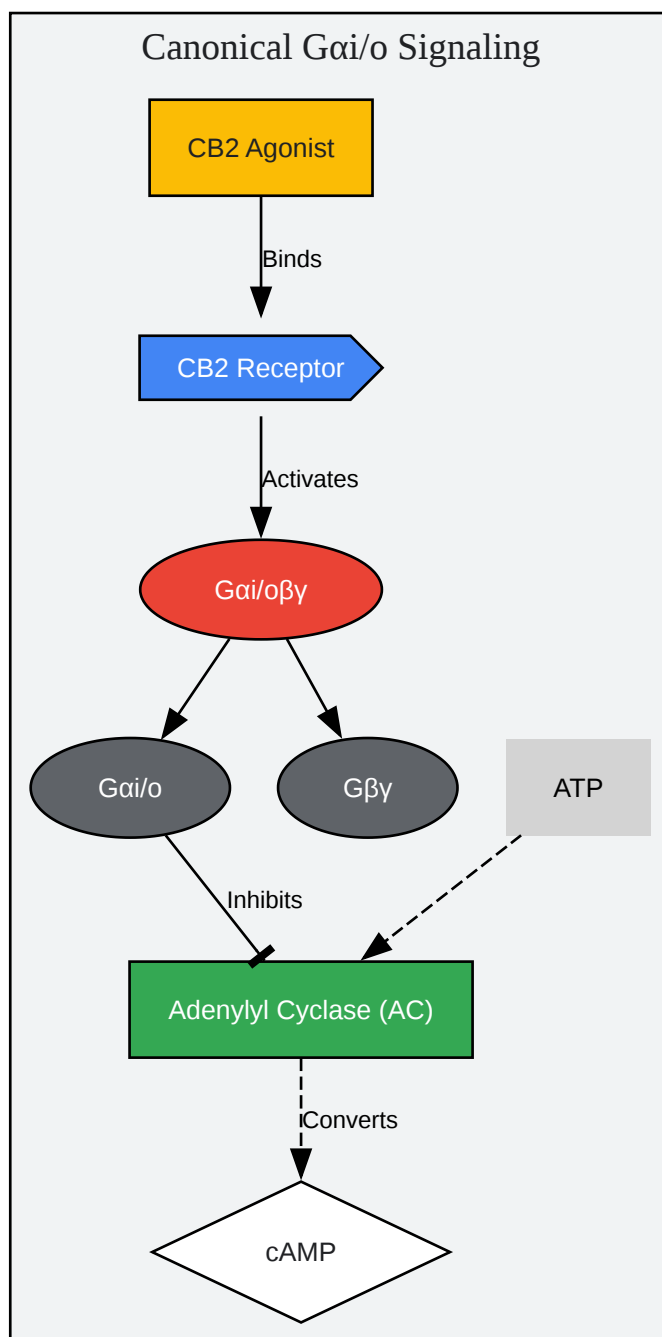 Canonical Gαi/o Signaling
CB2 Agonist
Binds
CB2 Receptor
Activates
Gαi/oβγ
Gαi/o
Gβγ
ATP
Inhibits
Adenylyl Cyclase (AC)
Converts
cAMP